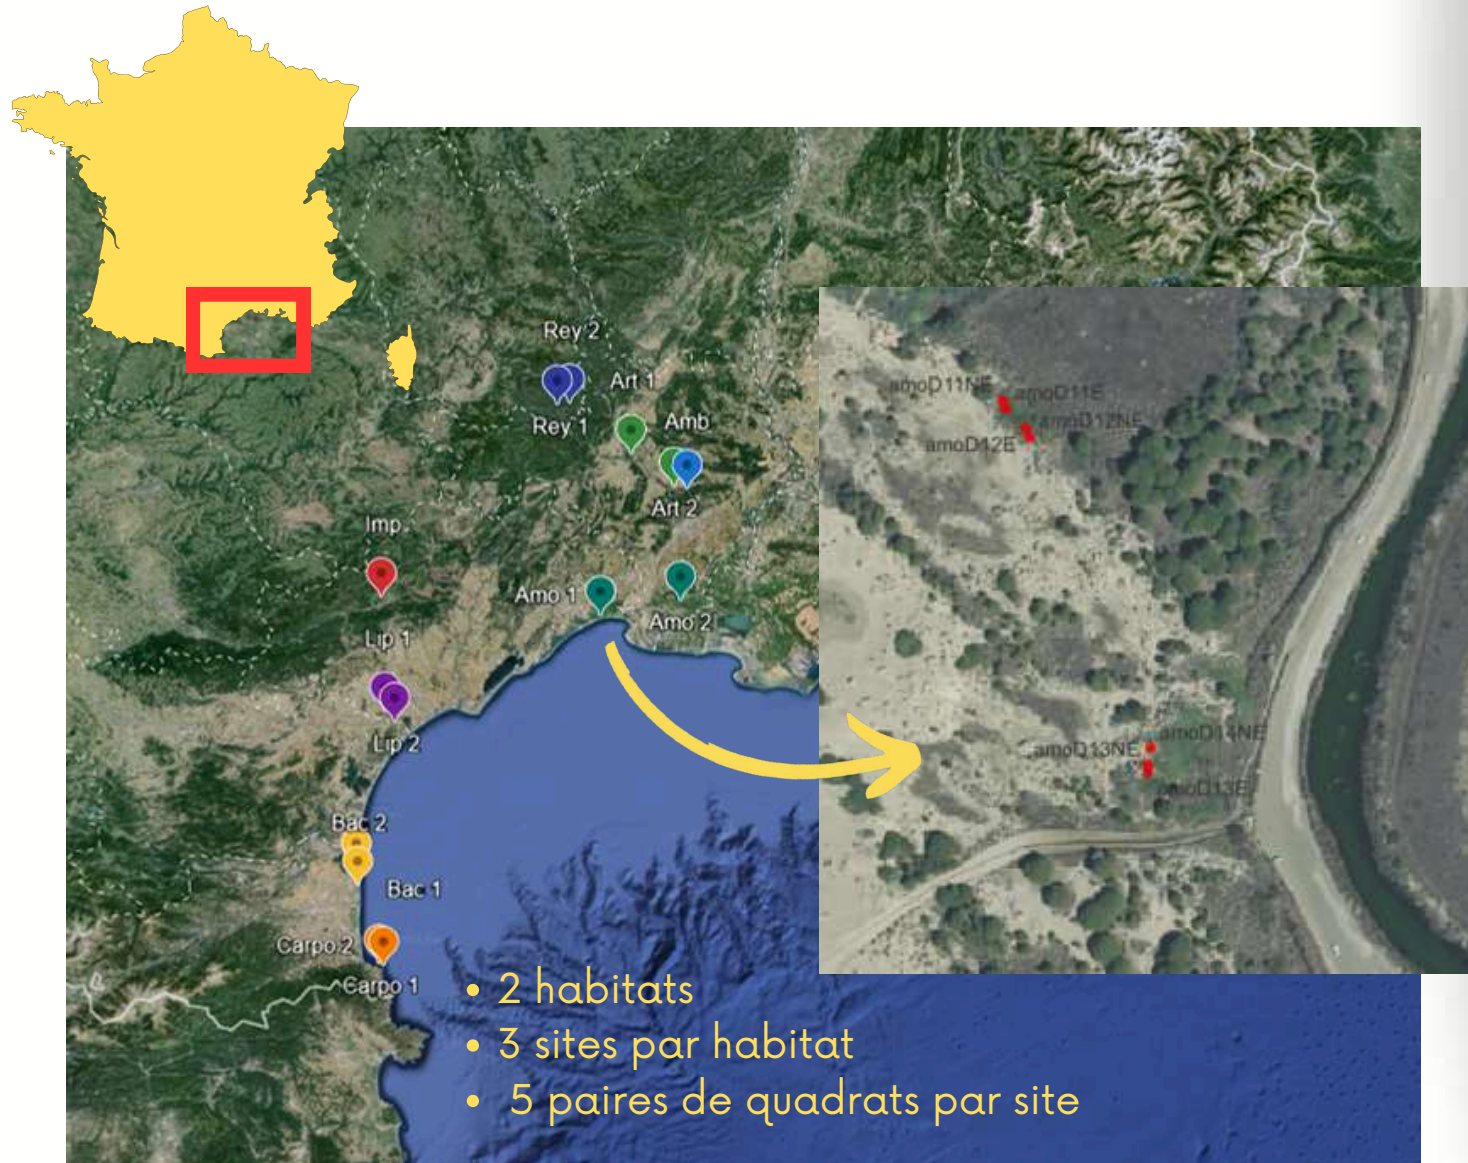 Rey 2
Art 1
Rey 1
Amb
Art 2
Imp
Amo 1
Amo 2
Lip 1
Lip 2
Bac 2
Bac 1
Carpo 2
Carpo 1
amoD11NE
amoD11E
amoD12NE
amoD12E
amoD14NE
amoD13NE
amoD13E
• 2 habitats
• 3 sites par habitat
• 5 paires de quadrats par site